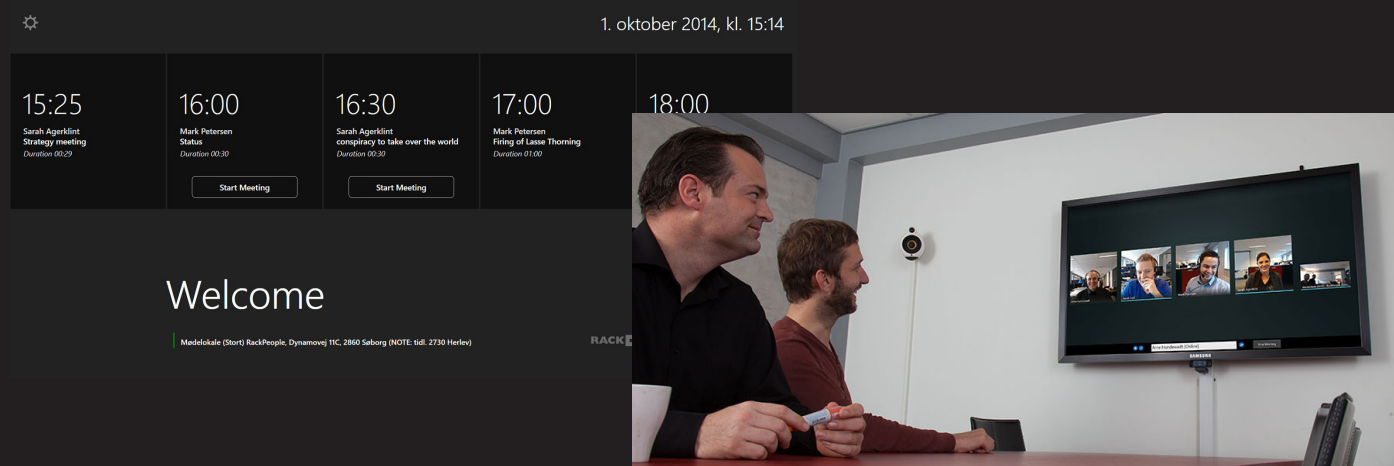 1. oktober 2014, kl. 15:14
15:25
Sarah Agerklint
Strategy meeting
Duration 00:29
16:00
Mark Petersen
Status
Duration 00:30
Start Meeting
16:30
Sarah Agerklint
conspiracy to take over the world
Duration 00:30
Start Meeting
17:00
Mark Petersen
Firing of Lasse Thorning
Duration 01:00
18:00
Welcome
Mødelokale (Stort) RackPeople, Dynamovej 11C, 2860 Søborg (NOTE: tidl. 2730 Herlev)
RACK
SAMSUNG